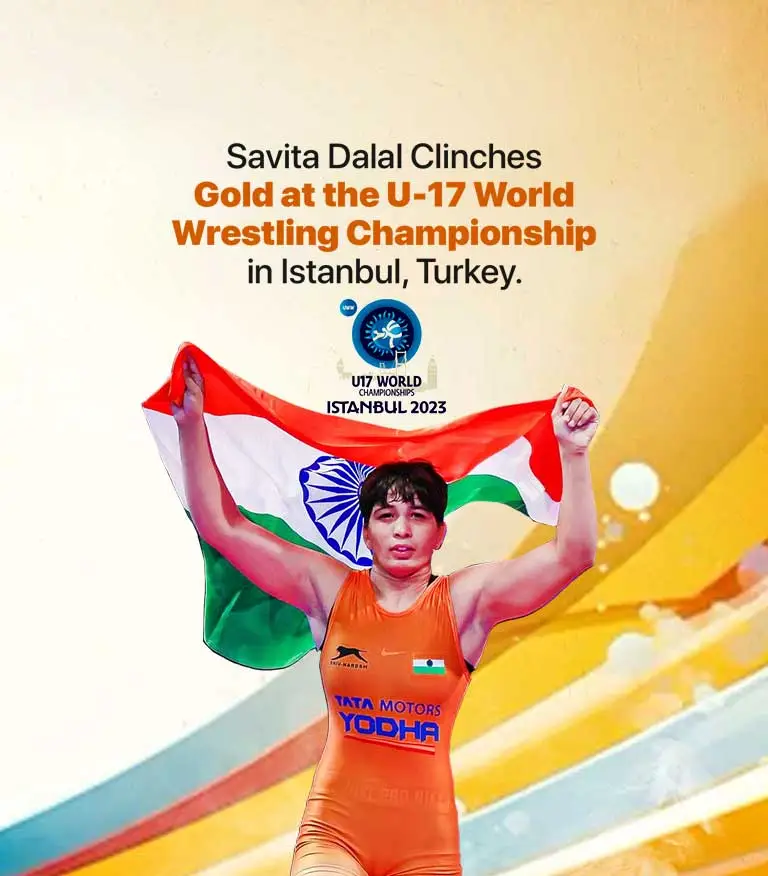 Savita Dalal Clinches
Gold at the U-17 World
Wrestling Championship
in Istanbul, Turkey.
UWW
U17 WORLD
CHAMPIONSHIPS
ISTANBUL 2023
SHIV-NARESH
TATA MOTORS
YODHA